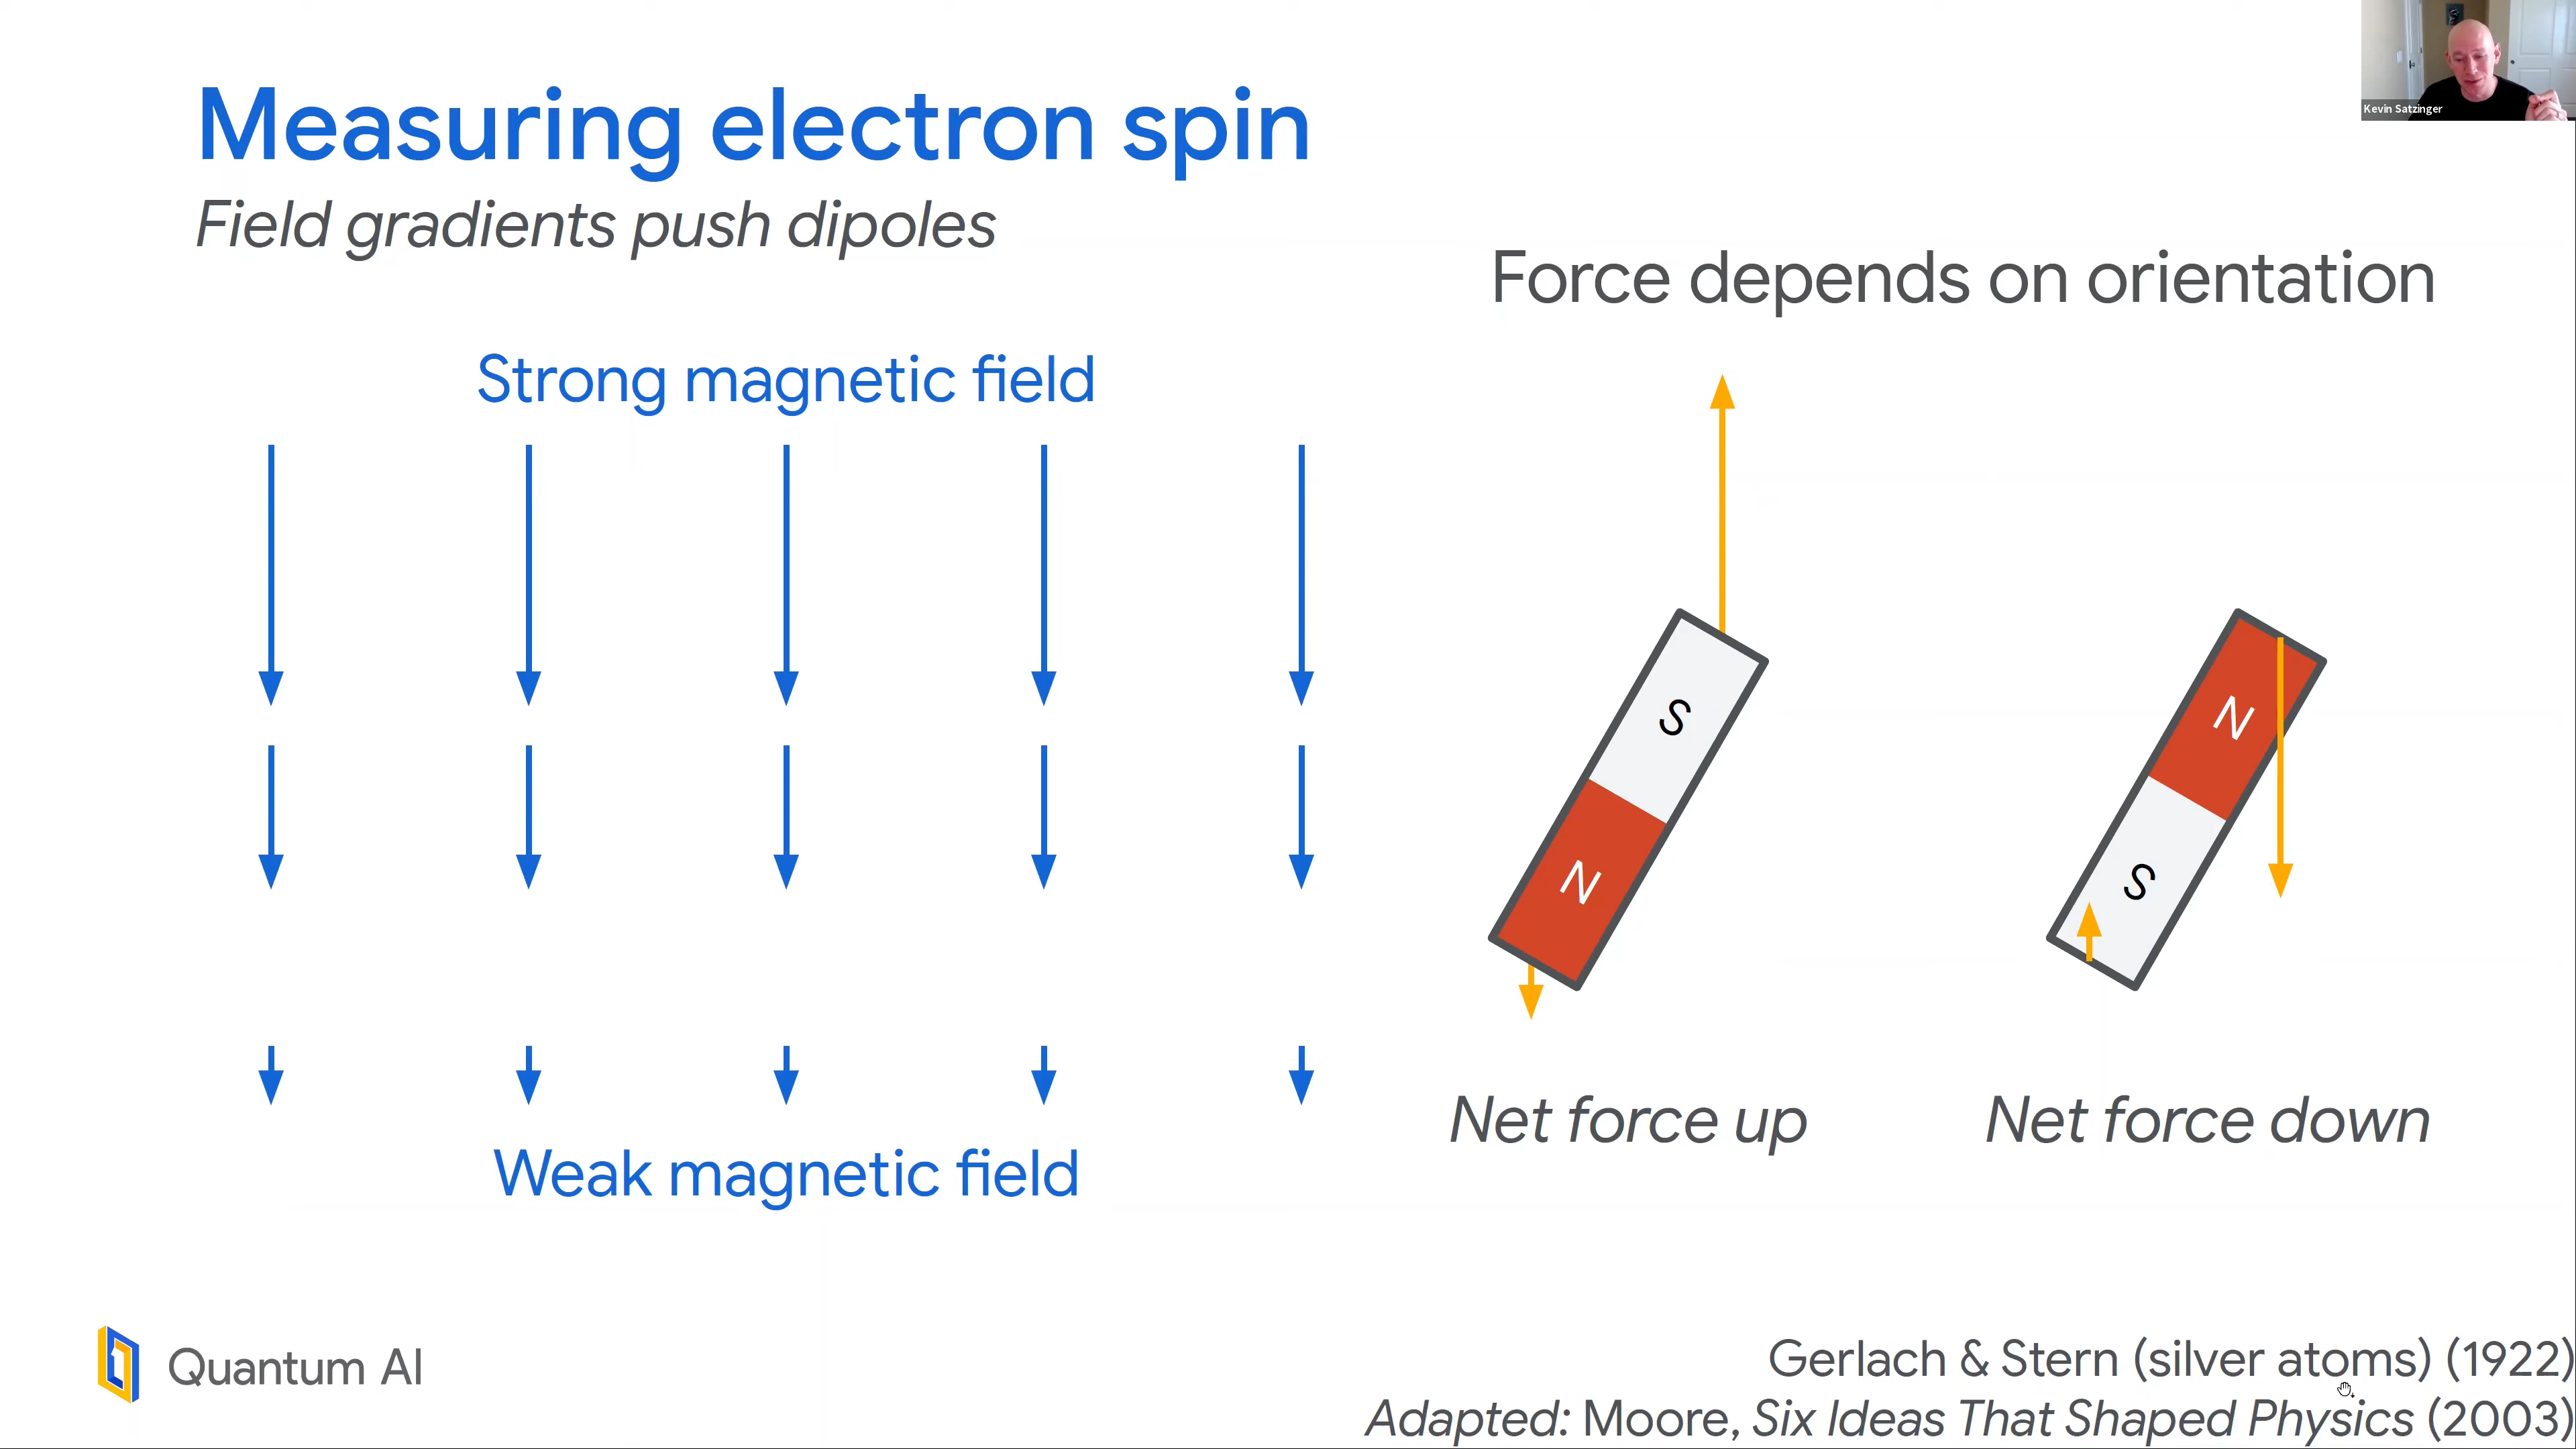 Kevin Satzinger
Measuring electron spin
Field gradients push dipoles
Force depends on orientation
Strong magnetic field
S
N
N
S
Net force up
Net force down
Weak magnetic field
Quantum AI
Gerlach & Stern (silver atoms) (1922)
Adapted: Moore, Six Ideas That Shaped Physics (2003)